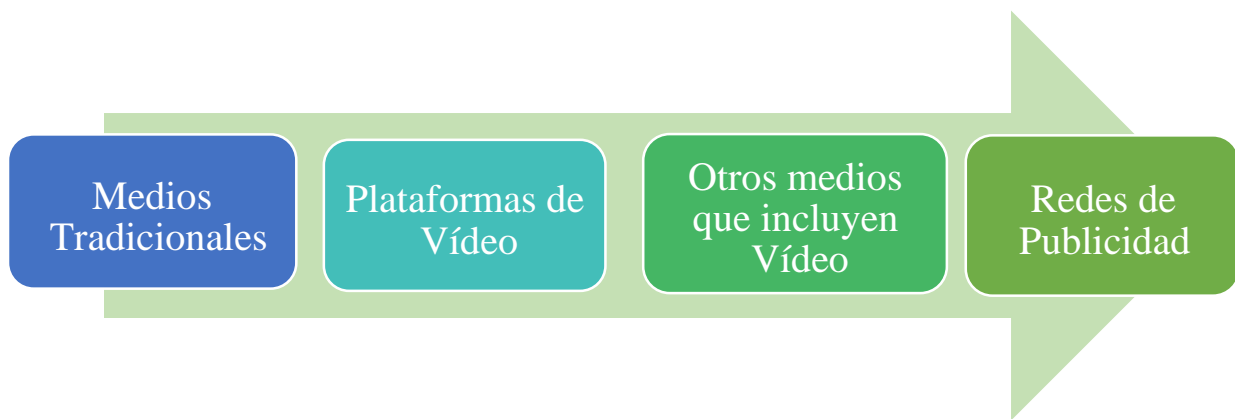 Medios
Tradicionales
Plataformas de
Vídeo
Otros medios
que incluyen
Vídeo
Redes de
Publicidad